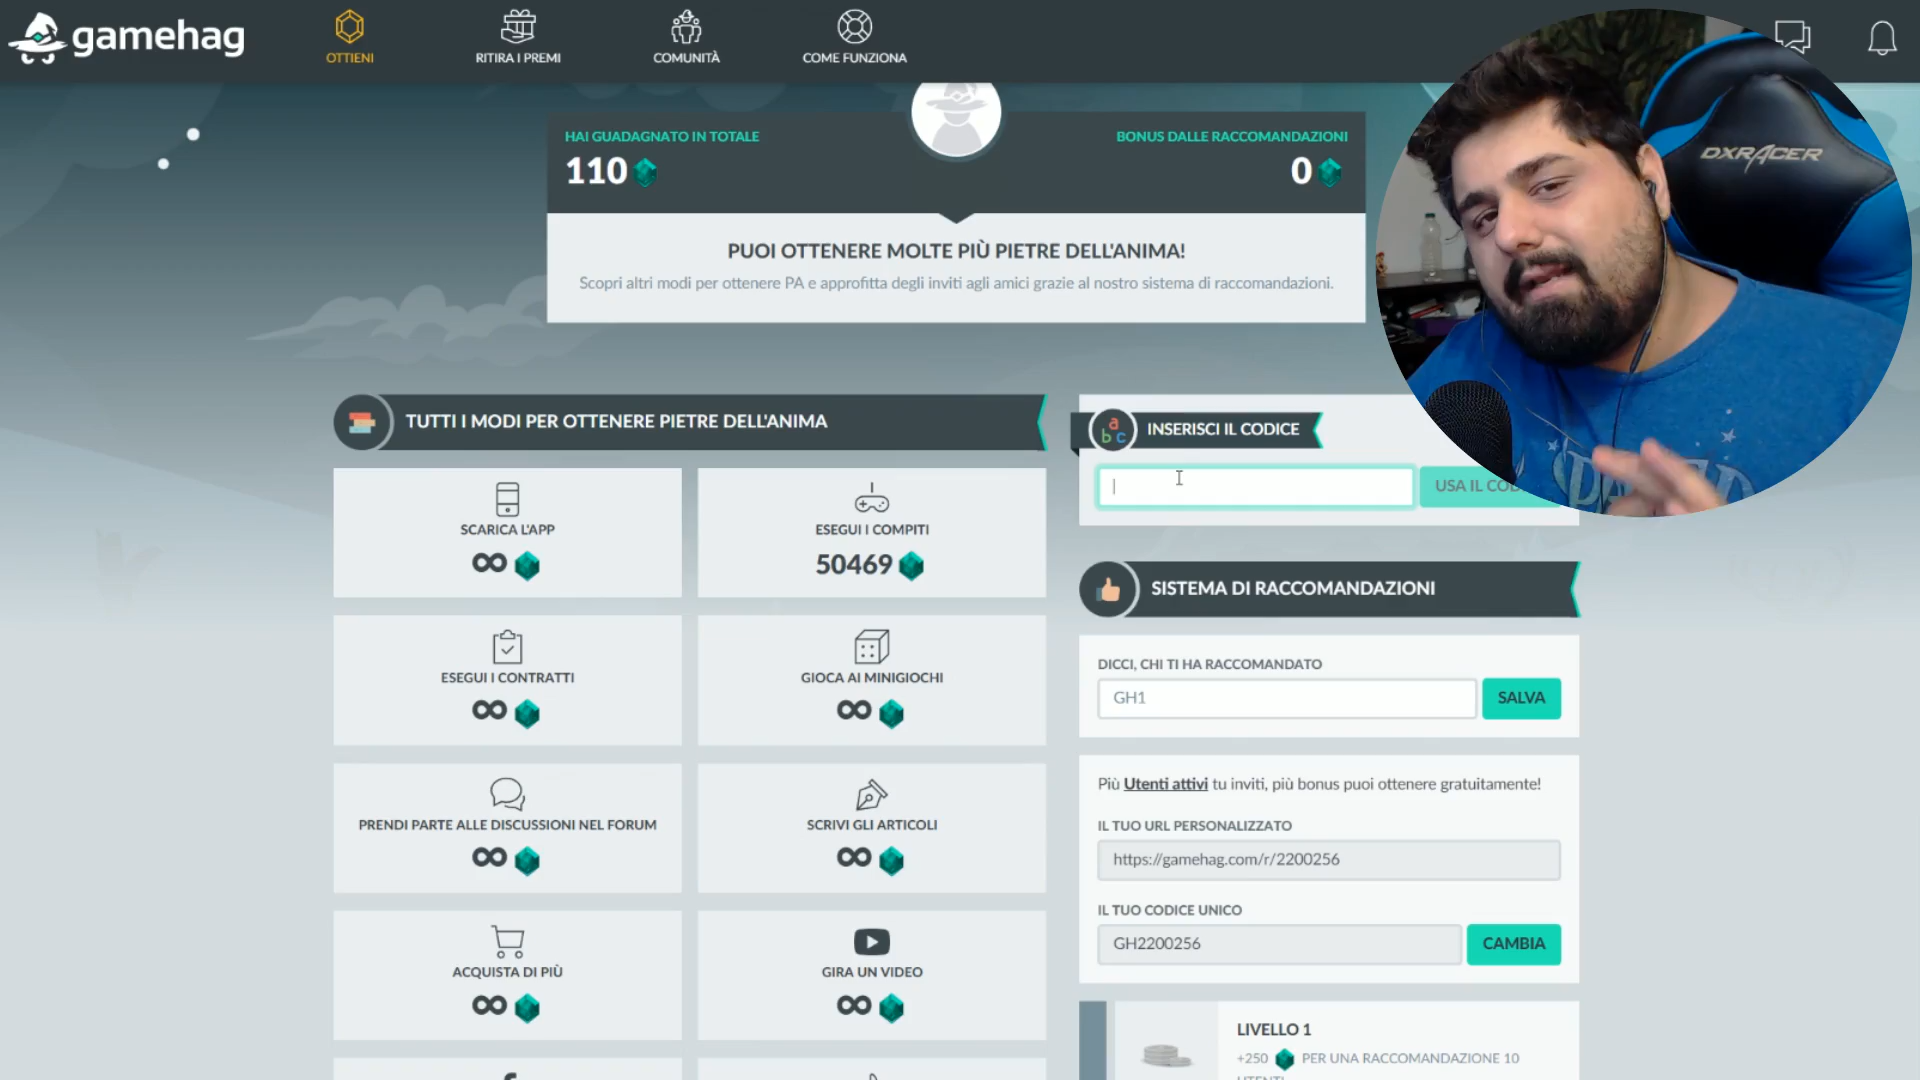 gamehag
OTTIENI
RITIRA I PREMI
COMUNITÀ
COME FUNZIONA
HAI GUADAGNATO IN TOTALE
110
BONUS DALLE RACCOMANDAZIONI
0
PUOI OTTENERE MOLTE PIÙ PIETRE DELL'ANIMA!
Scopri altri modi per ottenere PA e approfitta degli inviti agli amici grazie al nostro sistema di raccomandazioni.
DXRACER
TUTTI I MODI PER OTTENERE PIETRE DELL'ANIMA
SCARICA L'APP
∞
ESEGUI I COMPITI
50469
ESEGUI I CONTRATTI
∞
GIOCA AI MINIGIOCHI
∞
PRENDI PARTE ALLE DISCUSSIONI NEL FORUM
∞
SCRIVI GLI ARTICOLI
∞
ACQUISTA DI PIÙ
∞
GIRA UN VIDEO
∞
a
b c
INSERISCI IL CODICE
USA IL COD
SISTEMA DI RACCOMANDAZIONI
DICCI, CHI TI HA RACCOMANDATO
GH1
SALVA
Più Utenti attivi tu inviti, più bonus puoi ottenere gratuitamente!
IL TUO URL PERSONALIZZATO
https://gamehag.com/r/2200256
IL TUO CODICE UNICO
GH2200256
CAMBIA
LIVELLO 1
+250 PER UNA RACCOMANDAZIONE 10
UTENTI